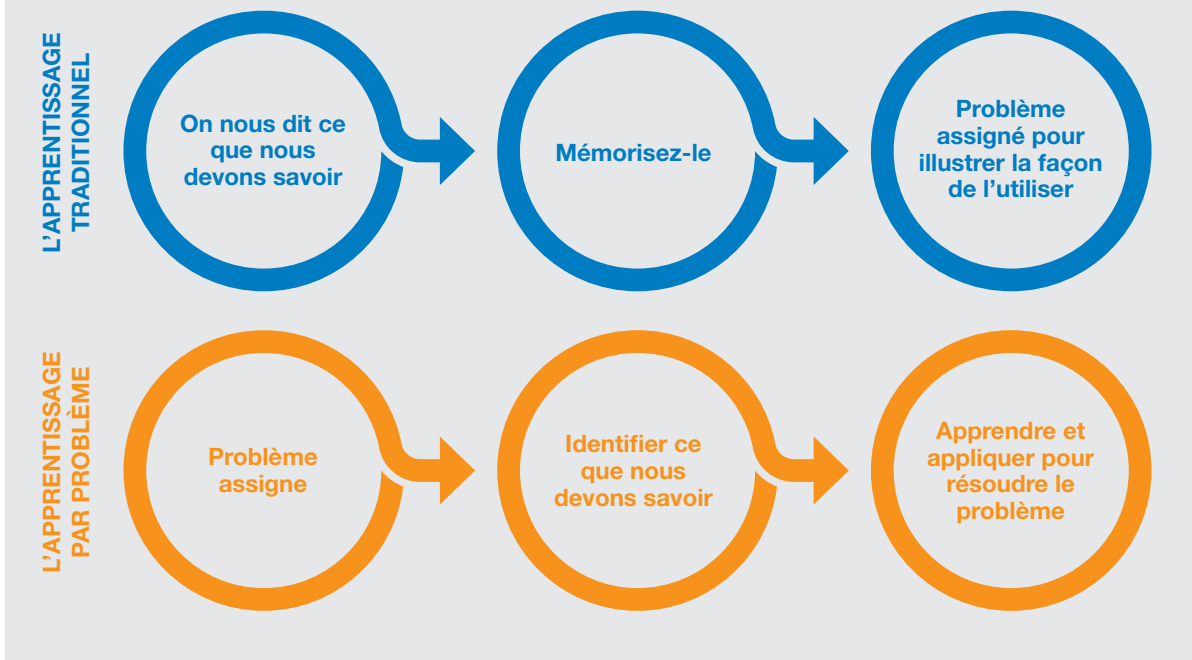 L'APPRENTISSAGE
TRADITIONNEL
On nous dit ce
que nous
devons savoir
Mémorisez-le
Problème
assigné pour
illustrer la façon
de l'utiliser
L'APPRENTISSAGE
PAR PROBLÈME
Problème
assigne
Identifier ce
que nous
devons savoir
Apprendre et
appliquer pour
résoudre le
problème